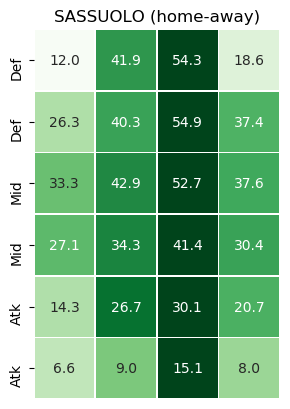 SASSUOLO (home-away)
Def 12.0 41.9 54.3 18.6
Def 26.3 40.3 54.9 37.4
Mid 33.3 42.9 52.7 37.6
Mid 27.1 34.3 41.4 30.4
Atk 14.3 26.7 30.1 20.7
Atk 6.6 9.0 15.1 8.0